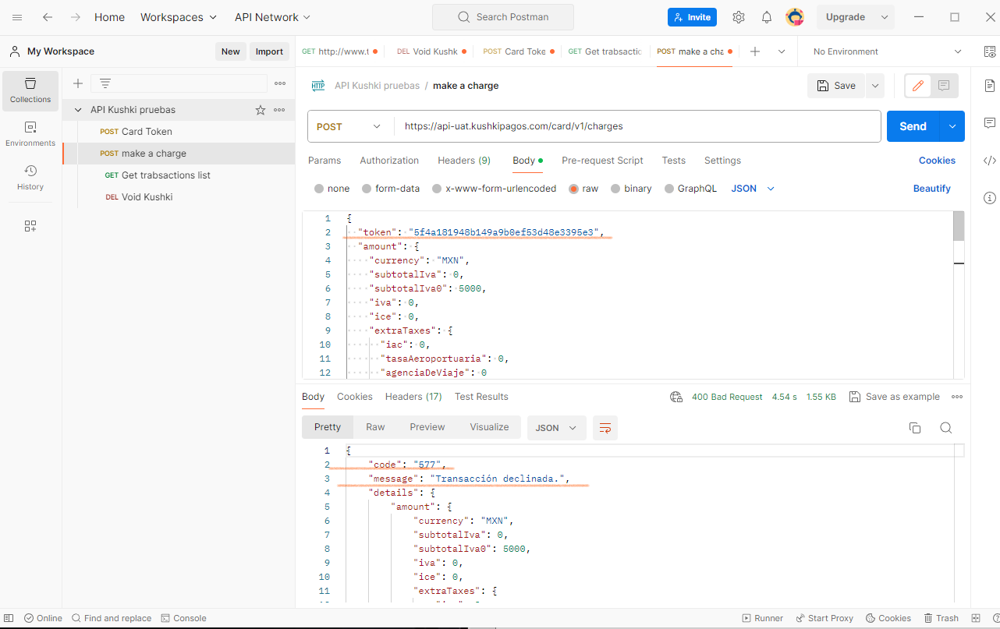 Home Workspaces API Network Search Postman Invite Upgrade
My Workspace New Import GET http://www.t DEL Void Kushk POST Card Toke GET Get trabsactic POST make a cha No Environment
Collections
Environments
History
API Kushki pruebas
POST Card Token
POST make a charge
GET Get trabsactions list
DEL Void Kushki
HTTP API Kushki pruebas / make a charge Save
POST https://api-uat.kushkipagos.com/card/v1/charges Send
Params Authorization Headers (9) Body Pre-request Script Tests Settings Cookies
none form-data x-www-form-urlencoded raw binary GraphQL JSON Beautify
1 {
2 "token": "5f4a181948b149a9b0ef53d48e3395e3",
3 "amount": {
4 "currency": "MXN",
5 "subtotalIva": 0,
6 "subtotalIva0": 5000,
7 "iva": 0,
8 "ice": 0,
9 "extraTaxes": {
10 "iac": 0,
11 "tasaAeroportuaria": 0,
12 "agenciaDeViaje": 0
Body Cookies Headers (17) Test Results 400 Bad Request 4.54 s 1.55 KB Save as example
Pretty Raw Preview Visualize JSON
1 {
2 "code": "577",
3 "message": "Transacción declinada.",
4 "details": {
5 "amount": {
6 "currency": "MXN",
7 "subtotalIva": 0,
8 "subtotalIva0": 5000,
9 "iva": 0,
10 "ice": 0,
11 "extraTaxes": {
Online Find and replace Console Runner Start Proxy Cookies Trash